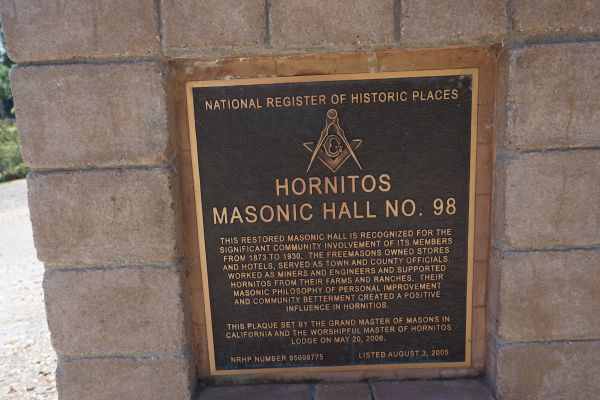 NATIONAL REGISTER OF HISTORIC PLACES
G
HORNITOS
MASONIC HALL NO. 98
THIS RESTORED MASONIC HALL IS RECOGNIZED FOR THE
SIGNIFICANT COMMUNITY INVOLVEMENT OF ITS MEMBERS
FROM 1873 TO 1930. THE FREEMASONS OWNED STORES
AND HOTELS, SERVED AS TOWN AND COUNTY OFFICIALS,
WORKED AS MINERS AND ENGINEERS AND SUPPORTED
HORNITOS FROM THEIR FARMS AND RANCHES. THEIR
MASONIC PHILOSOPHY OF PERSONAL IMPROVEMENT
AND COMMUNITY BETTERMENT CREATED A POSITIVE
INFLUENCE IN HORNITIOS.
THIS PLAQUE SET BY THE GRAND MASTER OF MASONS IN
CALIFORNIA AND THE WORSHIPFUL MASTER OF HORNITOS
LODGE ON MAY 20, 2006.
NRHP NUMBER 05000775 LISTED AUGUST 3, 2005